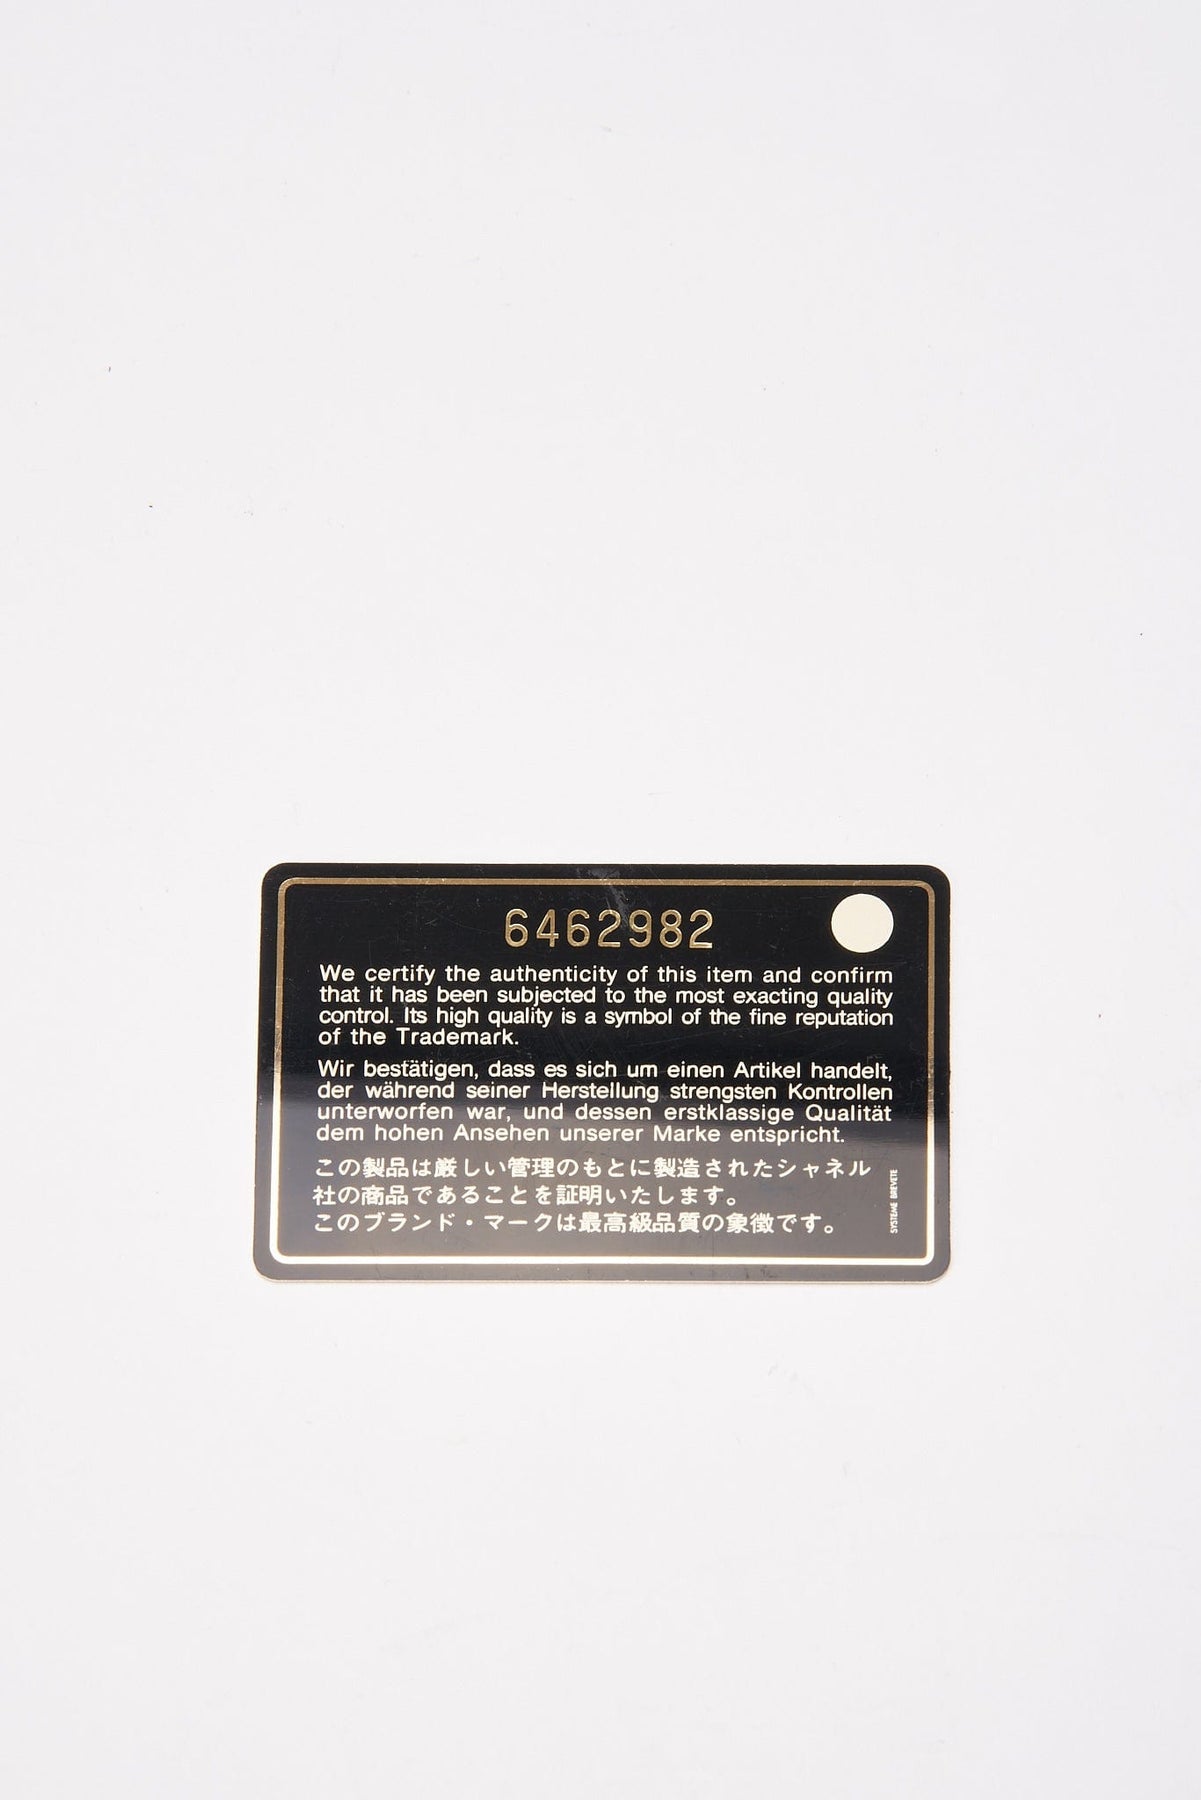 6462982
We certify the authenticity of this item and confirm
that it has been subjected to the most exacting quality
control. Its high quality is a symbol of the fine reputation
of the Trademark.
Wir bestätigen, dass es sich um einen Artikel handelt,
der während seiner Herstellung strengsten Kontrollen
unterworfen war, und dessen erstklassige Qualität
dem hohen Ansehen unserer Marke entspricht.
この製品は厳しい管理のもとに製造されたシャネル
社の商品であることを証明いたします。
このブランド・マークは最高級品質の象徴です。
SYSTEME BREVETE